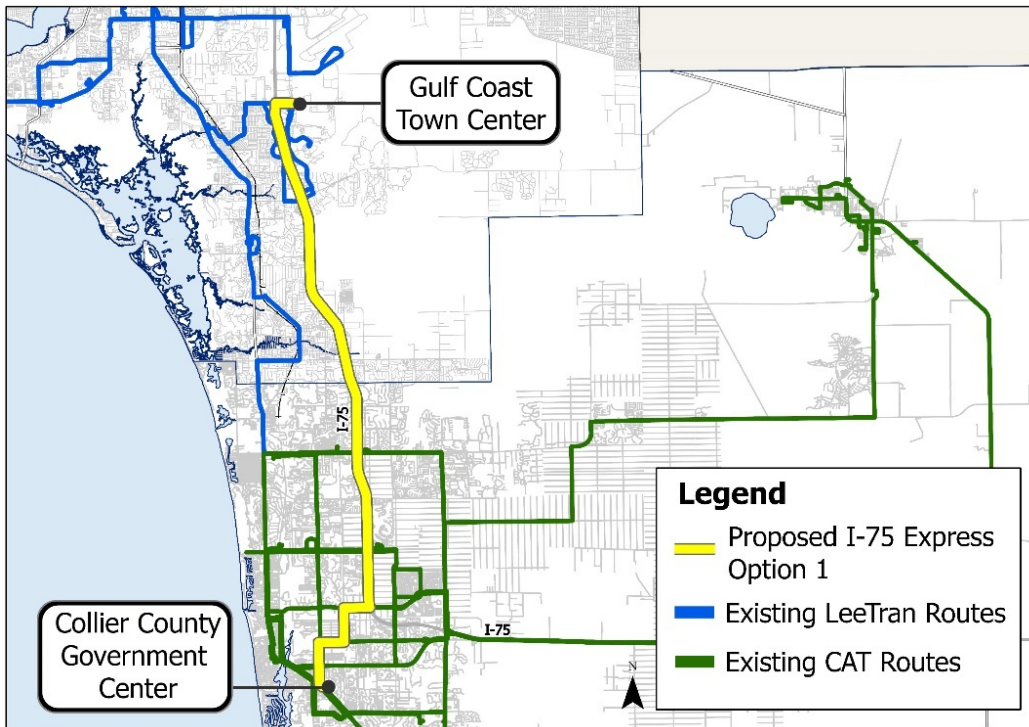 Gulf Coast
Town Center
I-75
Collier County
Government
Center
I-75
N
Legend
Proposed I-75 Express
Option 1
Existing LeeTran Routes
Existing CAT Routes